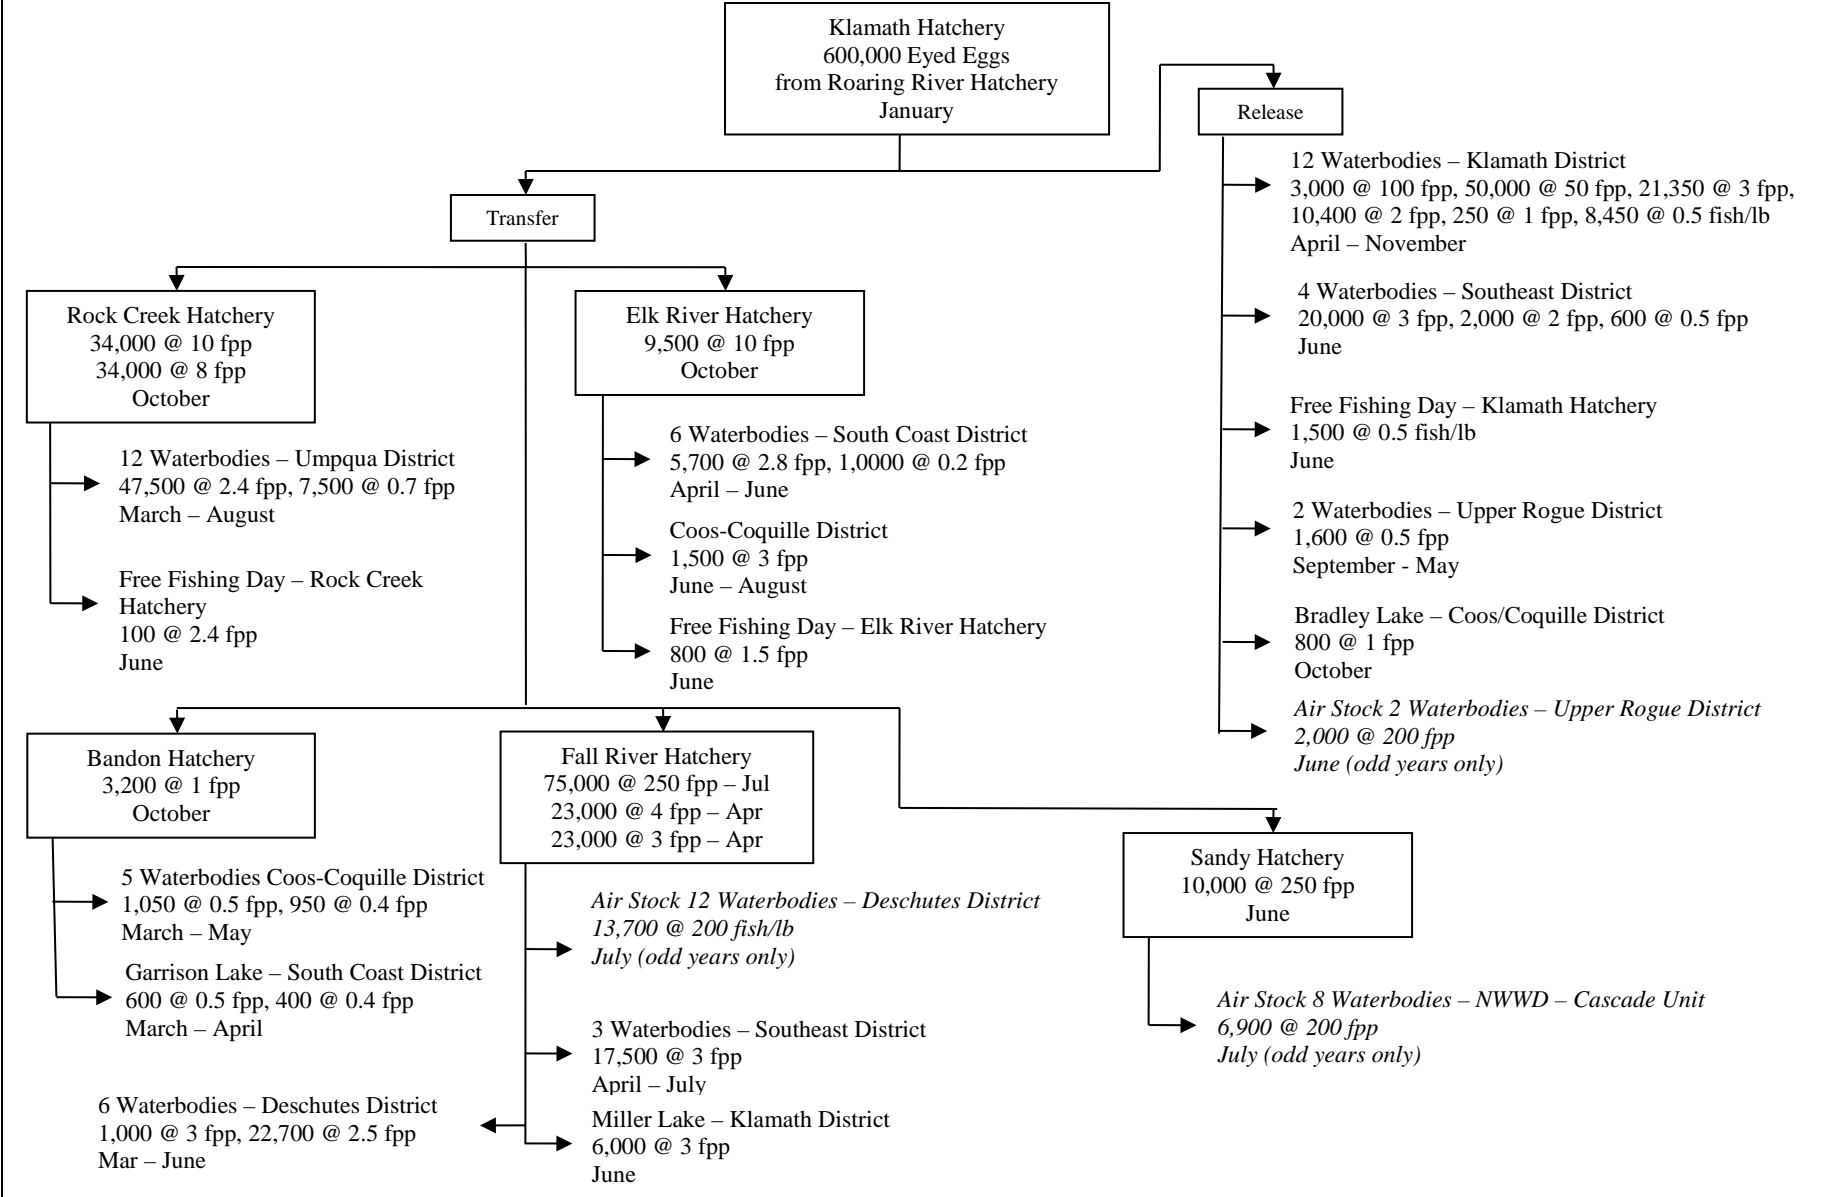 Klamath Hatchery
600,000 Eyed Eggs
from Roaring River Hatchery
January
Release
12 Waterbodies – Klamath District
3,000 @ 100 fpp, 50,000 @ 50 fpp, 21,350 @ 3 fpp,
10,400 @ 2 fpp, 250 @ 1 fpp, 8,450 @ 0.5 fish/lb
April – November
4 Waterbodies – Southeast District
20,000 @ 3 fpp, 2,000 @ 2 fpp, 600 @ 0.5 fpp
June
Free Fishing Day – Klamath Hatchery
1,500 @ 0.5 fish/lb
June
2 Waterbodies – Upper Rogue District
1,600 @ 0.5 fpp
September - May
Bradley Lake – Coos/Coquille District
800 @ 1 fpp
October
Air Stock 2 Waterbodies – Upper Rogue District
2,000 @ 200 fpp
June (odd years only)
Transfer
Rock Creek Hatchery
34,000 @ 10 fpp
34,000 @ 8 fpp
October
12 Waterbodies – Umpqua District
47,500 @ 2.4 fpp, 7,500 @ 0.7 fpp
March – August
Free Fishing Day – Rock Creek
Hatchery
100 @ 2.4 fpp
June
Elk River Hatchery
9,500 @ 10 fpp
October
6 Waterbodies – South Coast District
5,700 @ 2.8 fpp, 1,0000 @ 0.2 fpp
April – June
Coos-Coquille District
1,500 @ 3 fpp
June – August
Free Fishing Day – Elk River Hatchery
800 @ 1.5 fpp
June
Bandon Hatchery
3,200 @ 1 fpp
October
5 Waterbodies Coos-Coquille District
1,050 @ 0.5 fpp, 950 @ 0.4 fpp
March – May
Garrison Lake – South Coast District
600 @ 0.5 fpp, 400 @ 0.4 fpp
March – April
Fall River Hatchery
75,000 @ 250 fpp – Jul
23,000 @ 4 fpp – Apr
23,000 @ 3 fpp – Apr
Air Stock 12 Waterbodies – Deschutes District
13,700 @ 200 fish/lb
July (odd years only)
3 Waterbodies – Southeast District
17,500 @ 3 fpp
April – July
6 Waterbodies – Deschutes District
1,000 @ 3 fpp, 22,700 @ 2.5 fpp
Mar – June
Miller Lake – Klamath District
6,000 @ 3 fpp
June
Sandy Hatchery
10,000 @ 250 fpp
June
Air Stock 8 Waterbodies – NWWD – Cascade Unit
6,900 @ 200 fpp
July (odd years only)